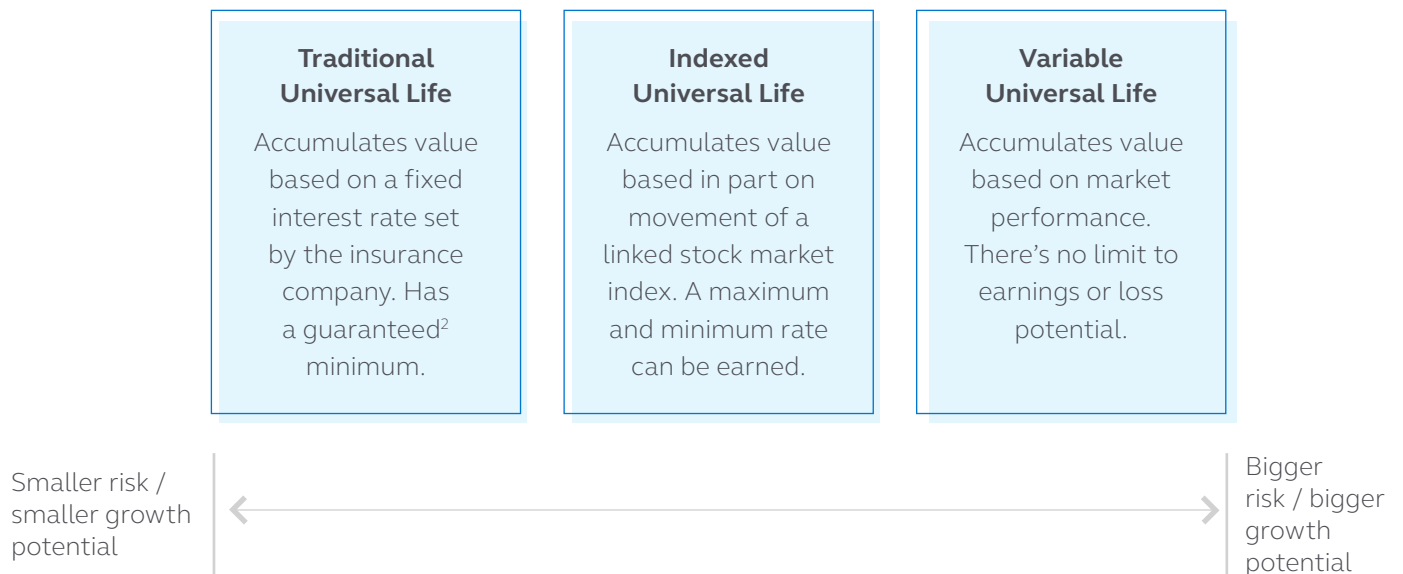 Traditional
Universal Life
Accumulates value
based on a fixed
interest rate set
by the insurance
company. Has
a guaranteed²
minimum.
Indexed
Universal Life
Accumulates value
based in part on
movement of a
linked stock market
index. A maximum
and minimum rate
can be earned.
Variable
Universal Life
Accumulates value
based on market
performance.
There’s no limit to
earnings or loss
potential.
Smaller risk /
smaller growth
potential
Bigger
risk / bigger
growth
potential